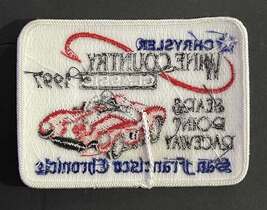 CHRYSLER
WINE COUNTRY
CLASSIC 1997
SEARS
POINT
RACEWAY
San Francisco Chronicle